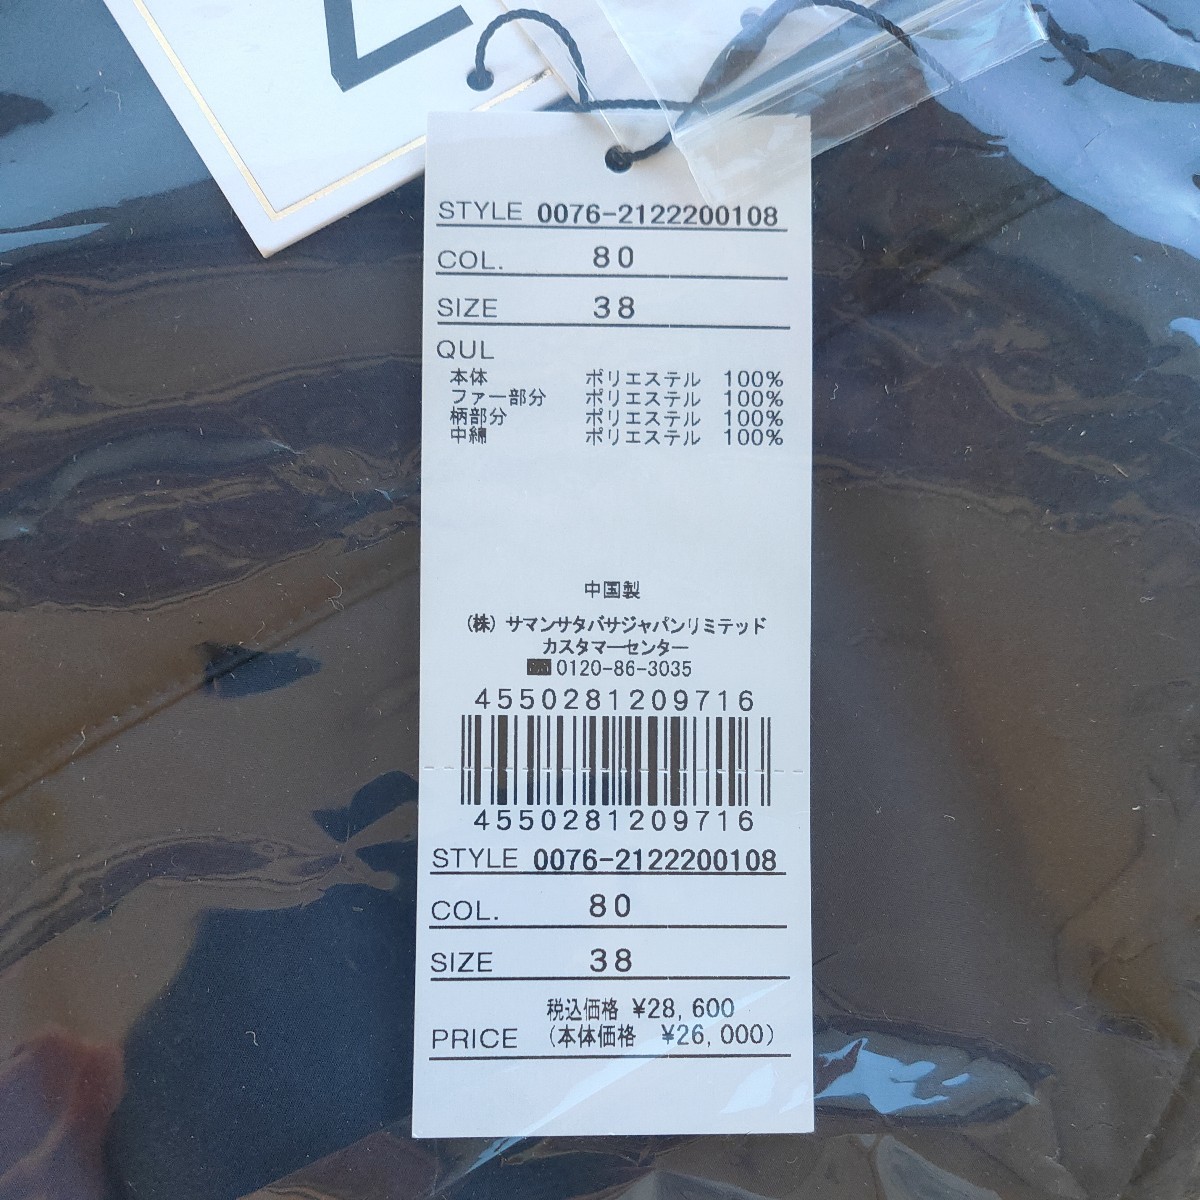 STYLE 0076-2122200108
COL. 80
SIZE 38
QUL
本体 ポリエステル 100%
ファー部分 ポリエステル 100%
柄部分 ポリエステル 100%
中綿 ポリエステル 100%
中国製
(株) サマンサタバサジャパンリミテッド
カスタマーセンター
0120-86-3035
4550281209716
4550281209716
STYLE 0076-2122200108
COL. 80
SIZE 38
税込価格 ¥28,600
PRICE (本体価格 ¥26,000)